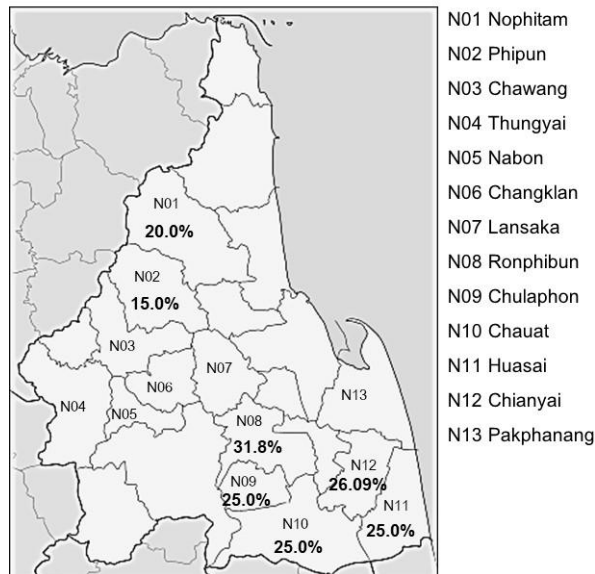 N01 Nophitam
N02 Phipun
N03 Chawang
N04 Thungyai
N05 Nabon
N06 Changklan
N07 Lansaka
N08 Ronphibun
N09 Chulaphon
N10 Chauat
N11 Huasai
N12 Chianyai
N13 Pakphanang
N01
20.0%
N02
15.0%
N03
N07
N06
N04
N05
N13
N08
31.8%
N12
26.09%
N09
25.0%
N11
25.0%
N10
25.0%